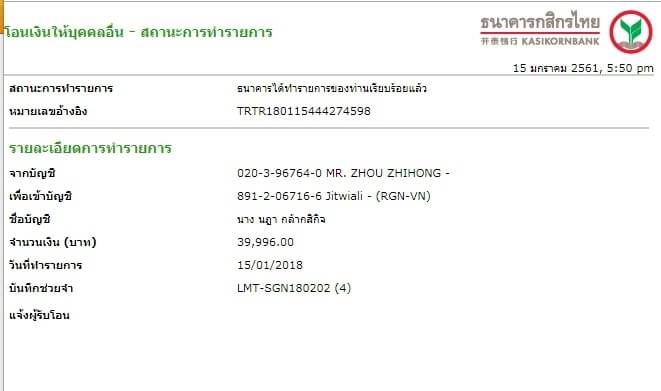 ธนาคารกสิกรไทย
开泰银行 KASIKORNBANK
โอนเงินให้บุคคลอื่น - สถานะการทำรายการ
15 มกราคม 2561, 5:50 pm
สถานะการทำรายการ ธนาคารได้ทำรายการของท่านเรียบร้อยแล้ว
หมายเลขอ้างอิง TRTR180115444274598
รายละเอียดการทำรายการ
จากบัญชี 020-3-96764-0 MR. ZHOU ZHIHONG -
เพื่อเข้าบัญชี 891-2-06716-6 Jitwiali - (RGN-VN)
ชื่อบัญชี นาง นฎา กล้ากสิกิจ
จำนวนเงิน (บาท) 39,996.00
วันที่ทำรายการ 15/01/2018
บันทึกช่วยจำ LMT-SGN180202 (4)
แจ้งผู้รับโอน